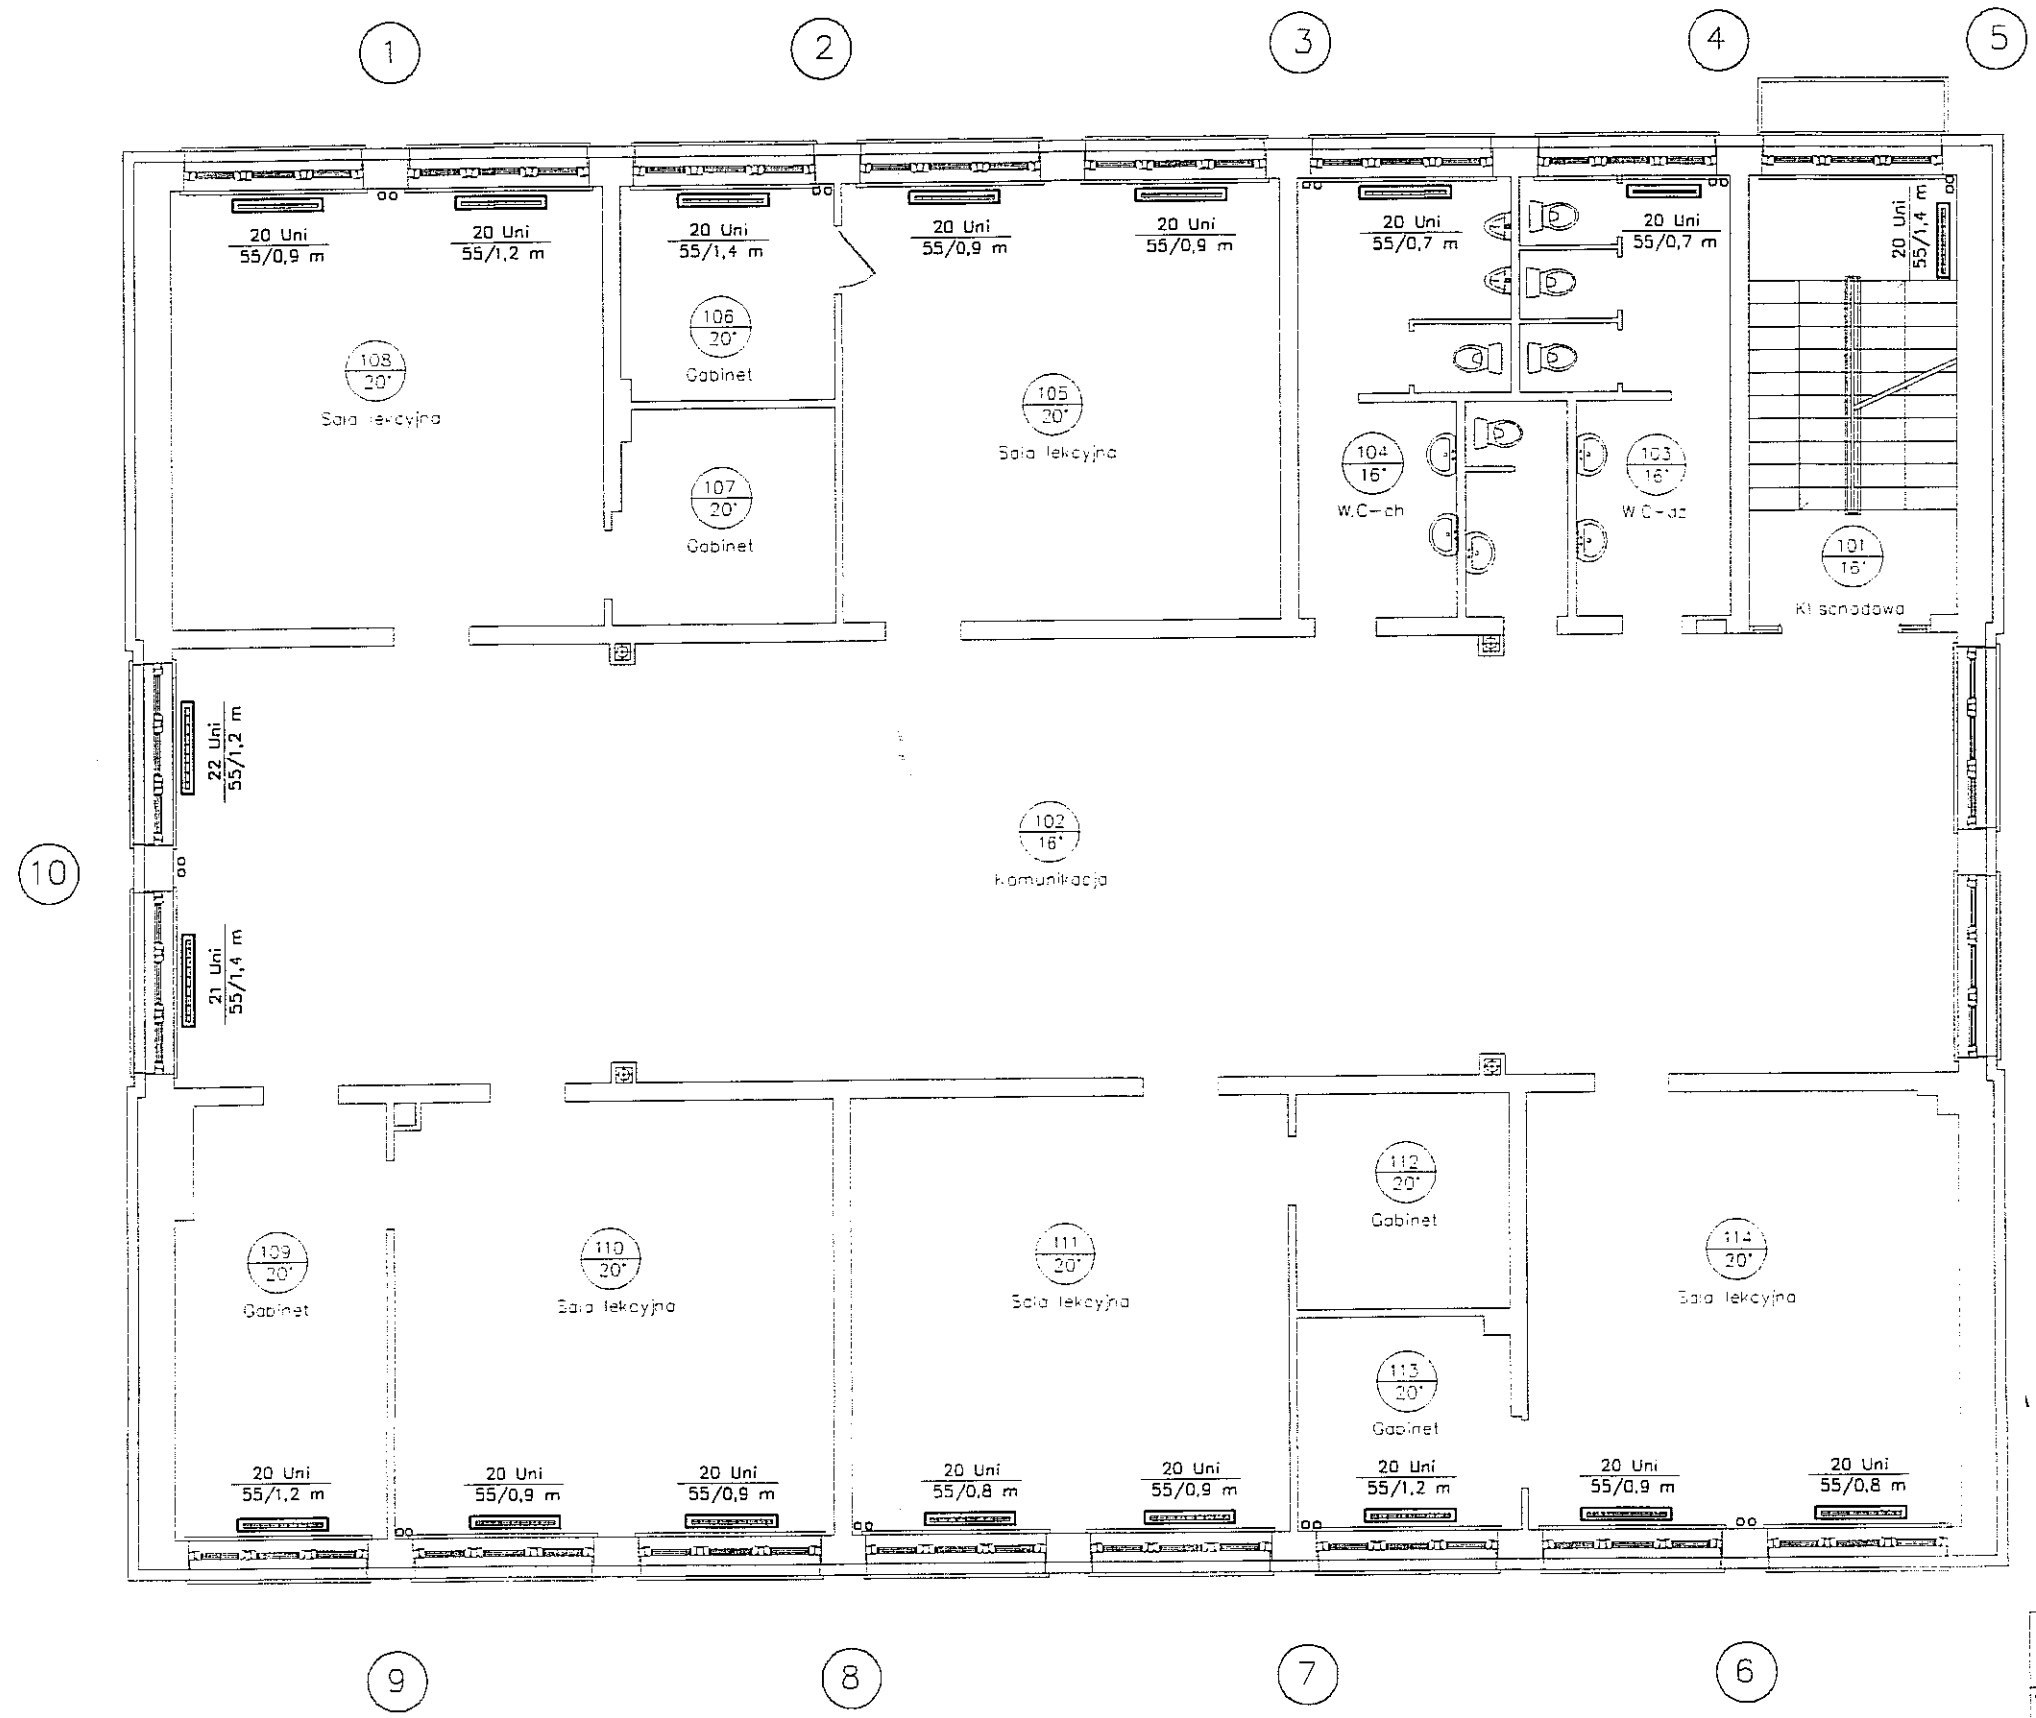 1
2
3
4
5
20 Uni
55/0,9 m
20 Uni
55/1,2 m
20 Uni
55/1,4 m
20 Uni
55/0,9 m
20 Uni
55/0,9 m
20 Uni
55/0,7 m
20 Uni
55/0,7 m
20 Uni
55/1,4 m
108
20°
Sala lekcyjna
106
20°
Gabinet
107
20°
Gabinet
105
20°
Sala lekcyjna
104
16°
W.C-ch
103
16°
W.C-dz
101
16°
Kl schodowa
22 Uni
55/1,2 m
10
21 Uni
55/1,4 m
102
16°
Komunikacja
109
20°
Gabinet
110
20°
Sala lekcyjna
111
20°
Sala lekcyjna
112
20°
Gabinet
113
20°
Gabinet
114
20°
Sala lekcyjna
20 Uni
55/1,2 m
20 Uni
55/0,9 m
20 Uni
55/0,9 m
20 Uni
55/0,8 m
20 Uni
55/0,9 m
20 Uni
55/1,2 m
20 Uni
55/0,9 m
20 Uni
55/0,8 m
9
8
7
6